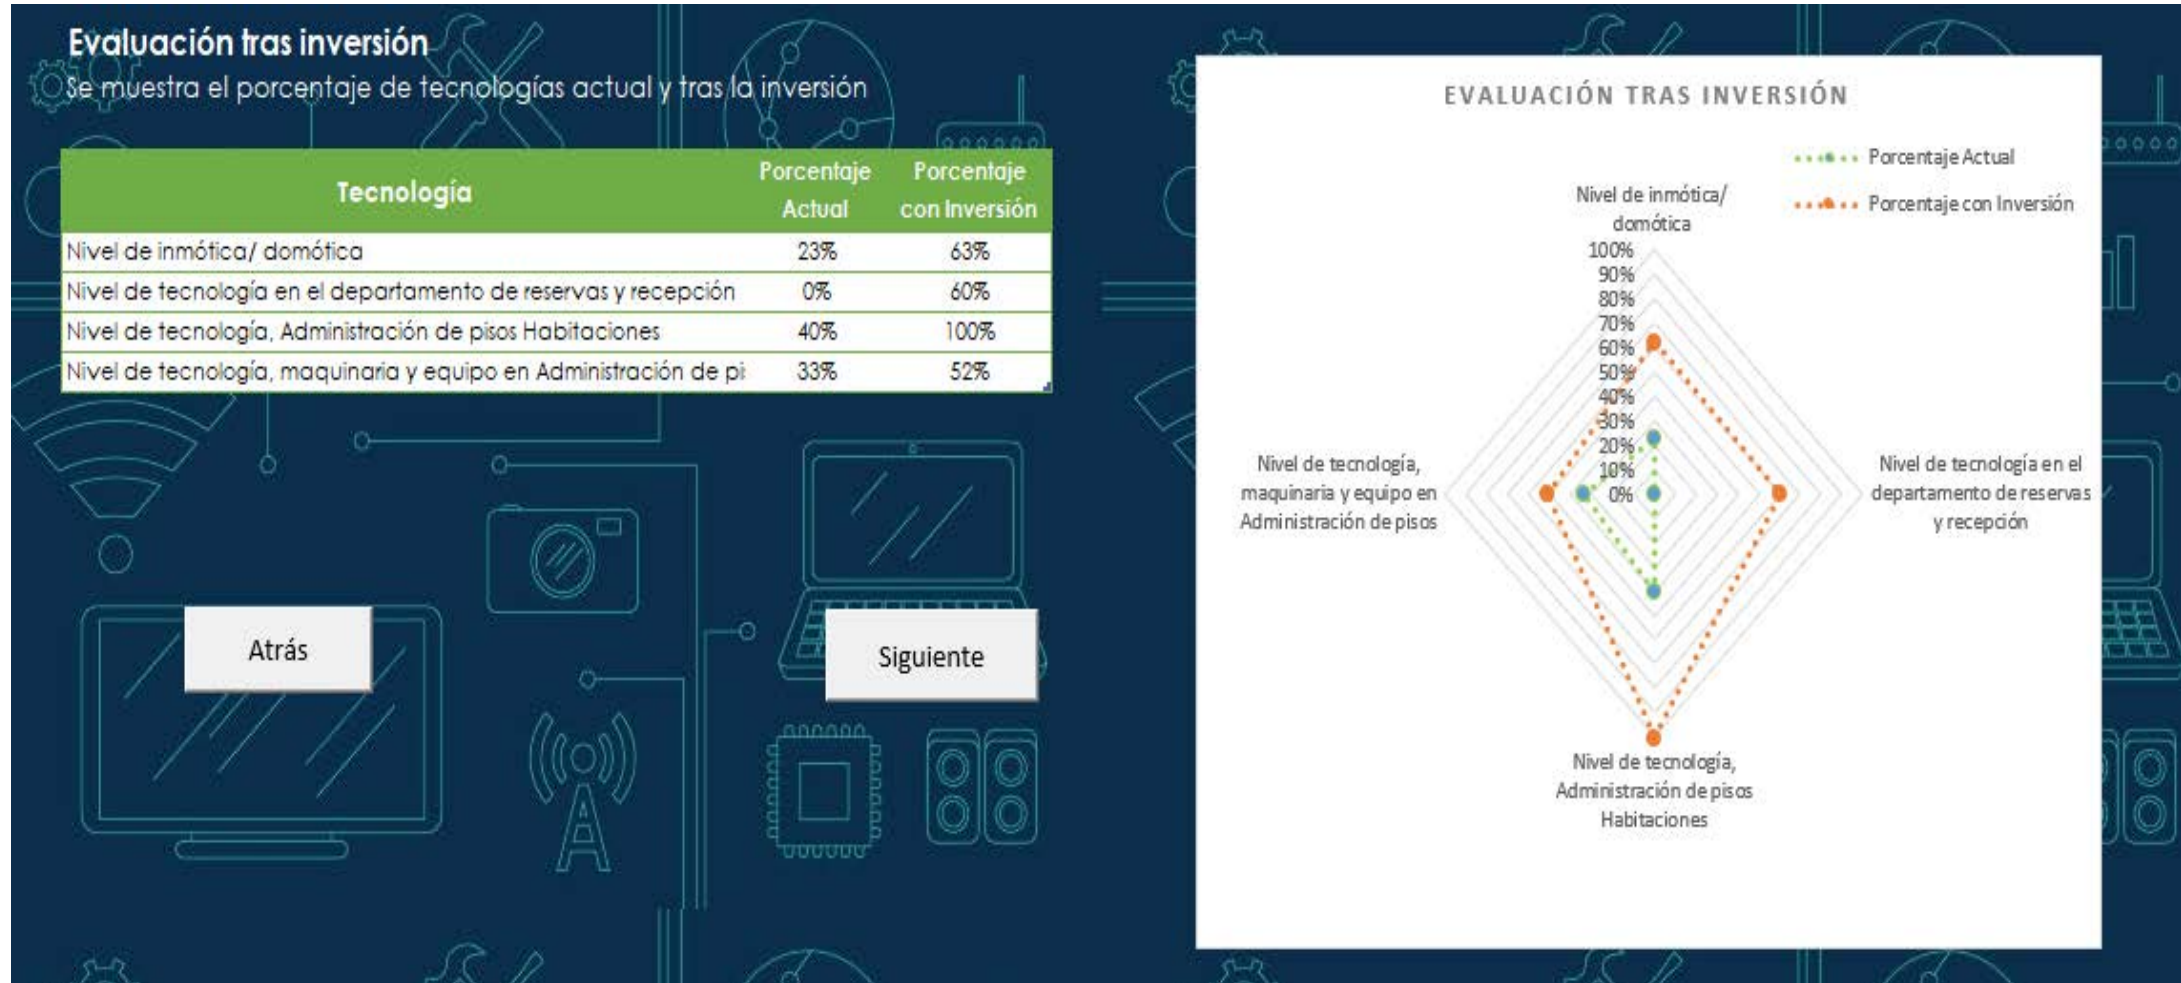 Evaluación tras inversión
Se muestra el porcentaje de tecnologías actual y tras la inversión
Tecnología
Porcentaje
Actual
Porcentaje
con Inversión
Nivel de inmótica/ domótica 23% 63%
Nivel de tecnología en el departamento de reservas y recepción 0% 60%
Nivel de tecnología, Administración de pisos Habitaciones 40% 100%
Nivel de tecnología, maquinaria y equipo en Administración de pi 33% 52%
Atrás
Siguiente
EVALUACIÓN TRAS INVERSIÓN
Porcentaje Actual
Porcentaje con Inversión
Nivel de inmótica/
domótica
100%
90%
80%
70%
60%
50%
40%
30%
20%
10%
0%
Nivel de tecnología,
maquinaria y equipo en
Administración de pisos
Nivel de tecnología en el
departamento de reservas
y recepción
Nivel de tecnología,
Administración de pisos
Habitaciones